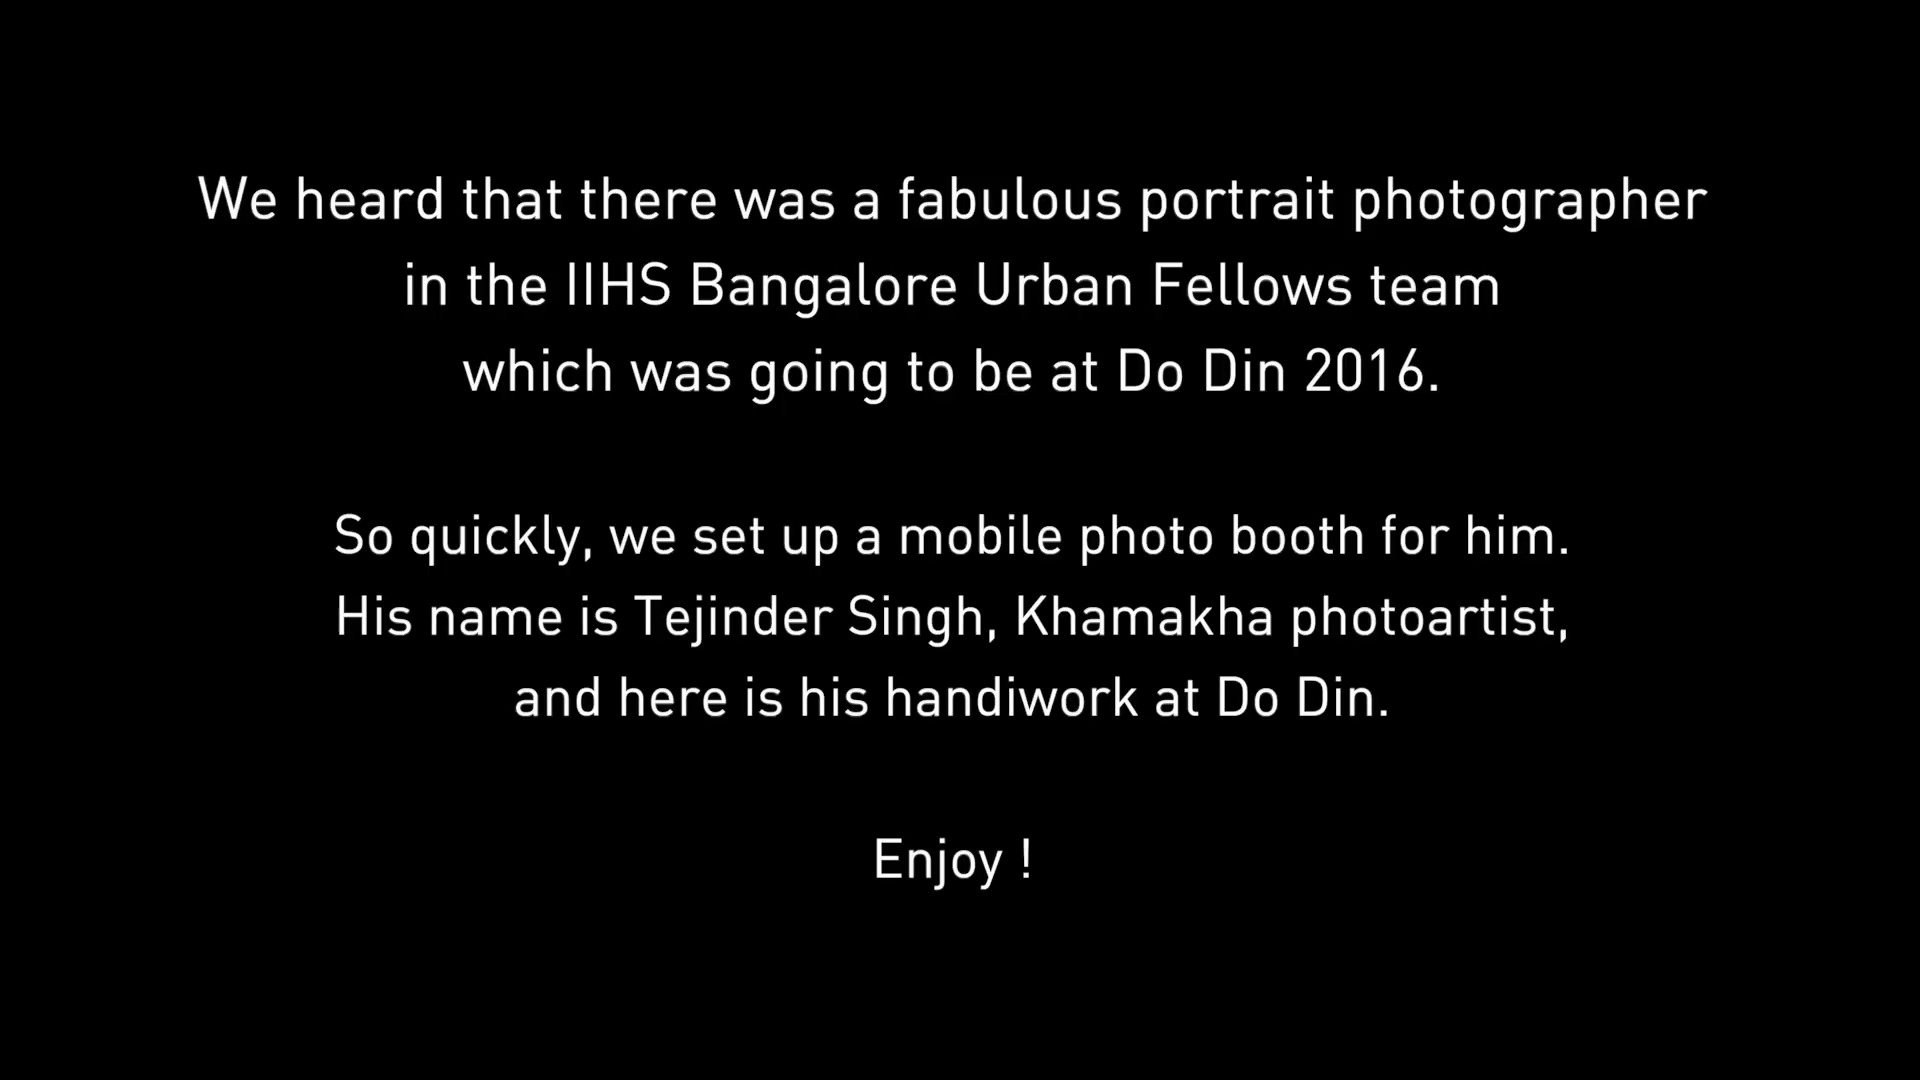 We heard that there was a fabulous portrait photographer
in the IIHS Bangalore Urban Fellows team
which was going to be at Do Din 2016.
So quickly, we set up a mobile photo booth for him.
His name is Tejinder Singh, Khamakha photoartist,
and here is his handiwork at Do Din.
Enjoy !